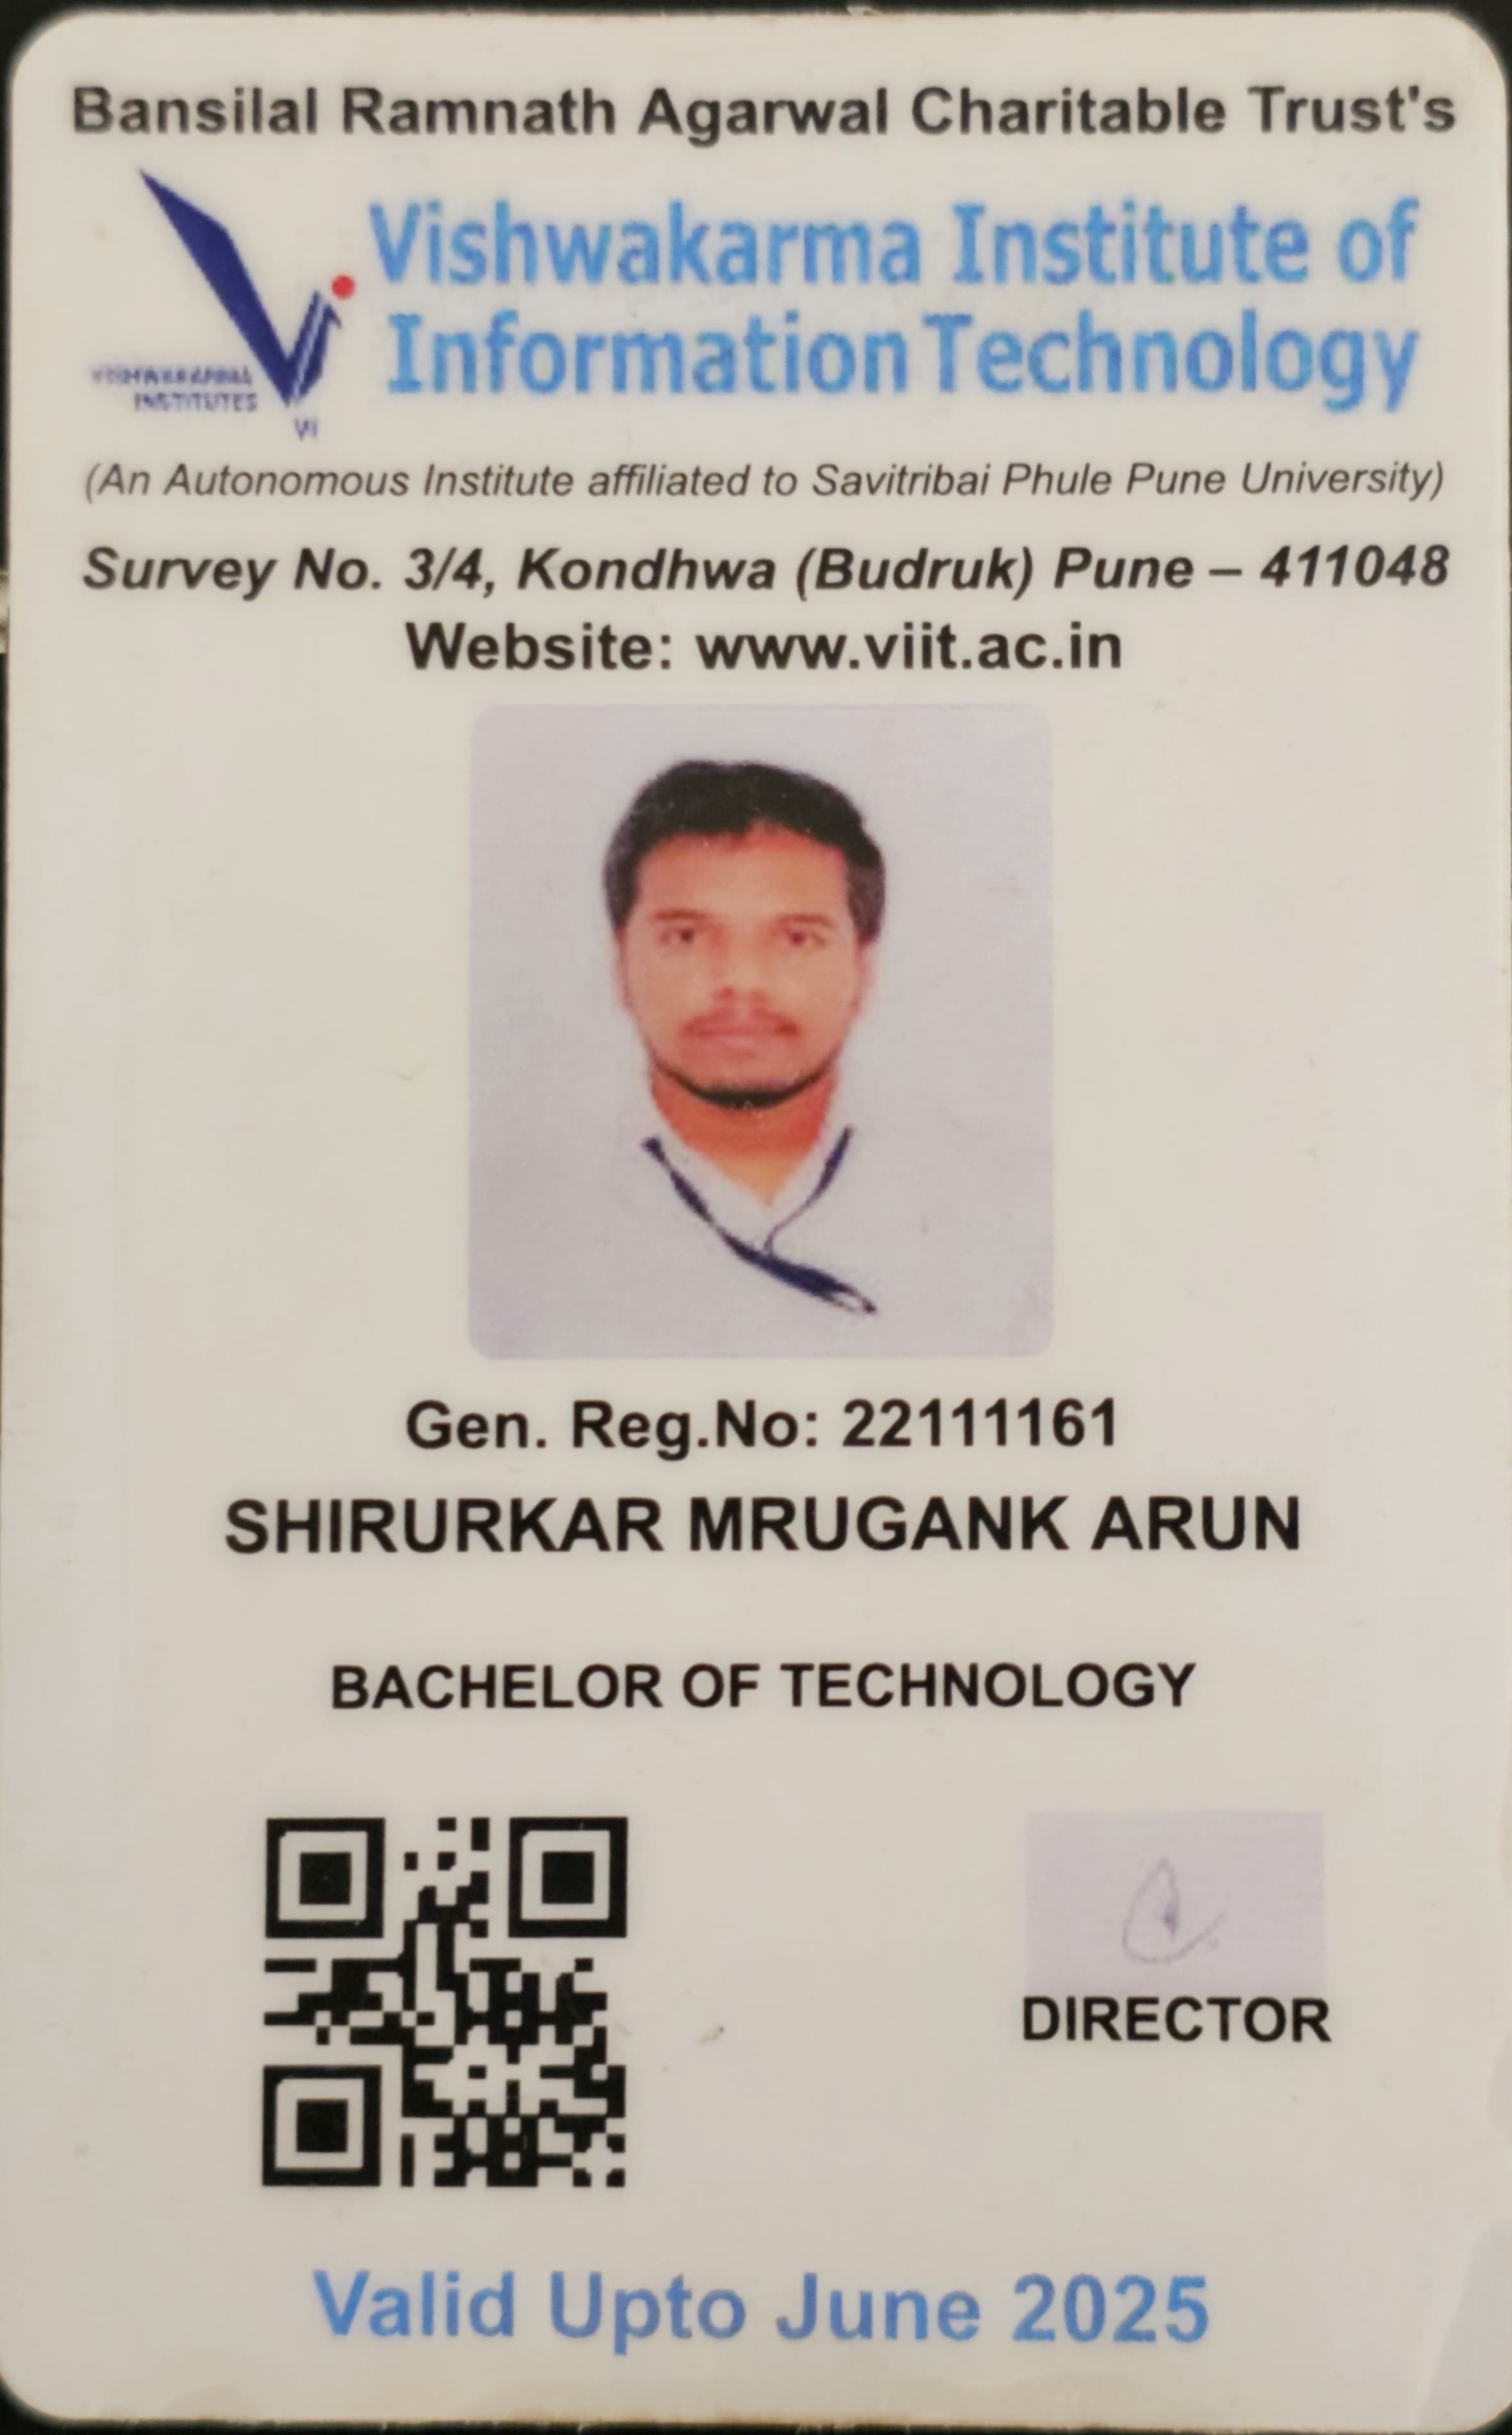 Bansilal Ramnath Agarwal Charitable Trust's
Vishwakarma Institute of
Information Technology
VISHWAKARMA
INSTITUTES
Vi
(An Autonomous Institute affiliated to Savitribai Phule Pune University)
Survey No. 3/4, Kondhwa (Budruk) Pune – 411048
Website: www.viit.ac.in
Gen. Reg.No: 22111161
SHIRURKAR MRUGANK ARUN
BACHELOR OF TECHNOLOGY
DIRECTOR
Valid Upto June 2025